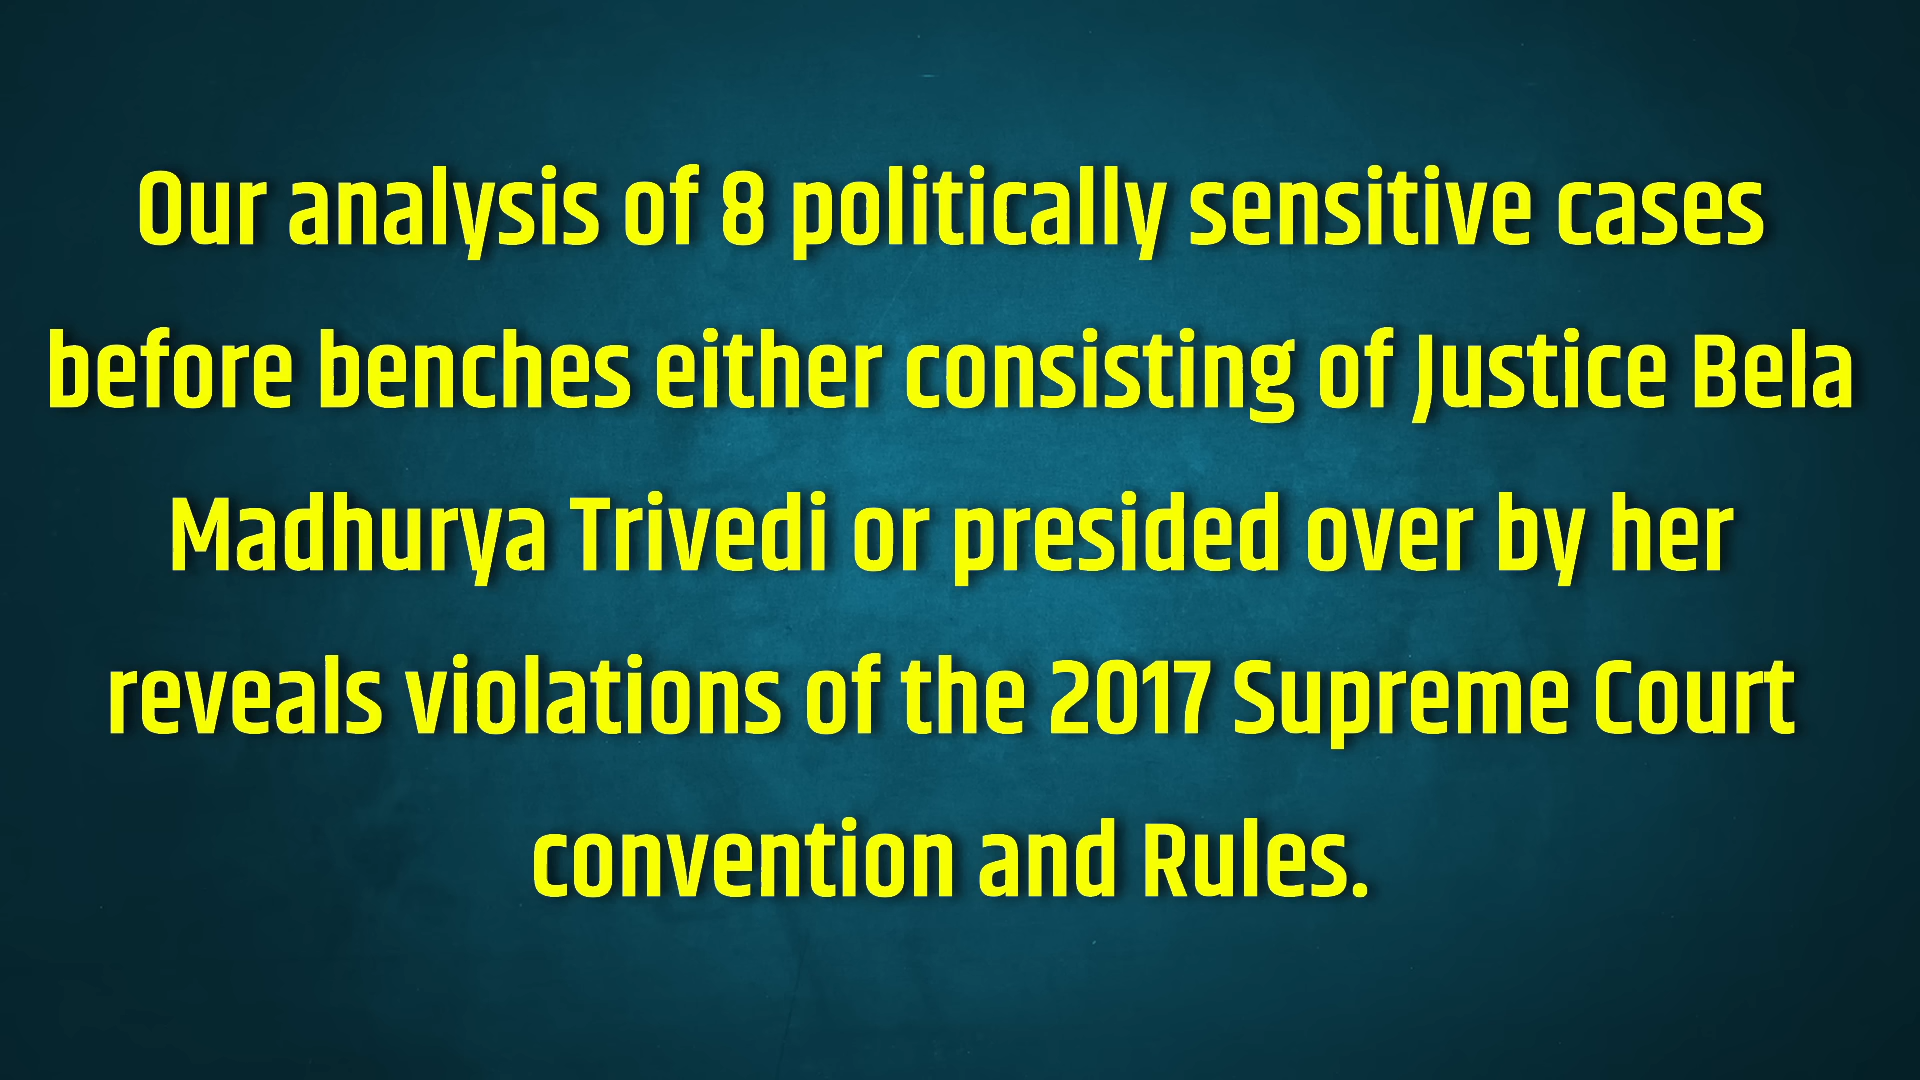 Our analysis of 8 politically sensitive cases
before benches either consisting of Justice Bela
Madhurya Trivedi or presided over by her
reveals violations of the 2017 Supreme Court
convention and Rules.